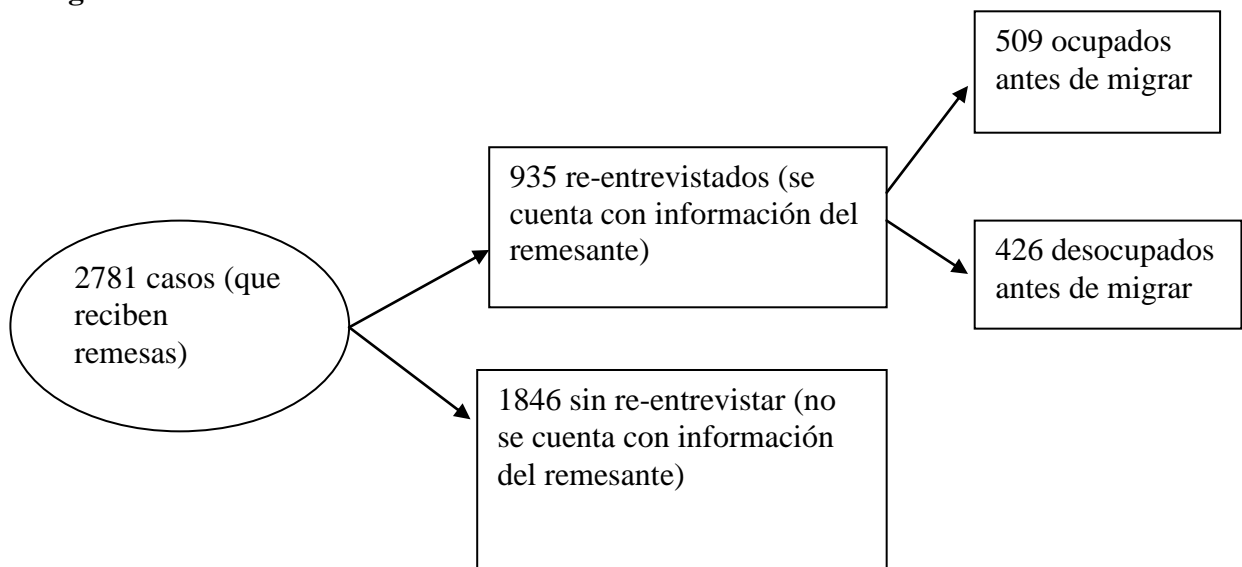 509 ocupados
antes de migrar
935 re-entrevistados (se
cuenta con información del
remesante)
2781 casos (que
reciben
remesas)
426 desocupados
antes de migrar
1846 sin re-entrevistar (no
se cuenta con información
del remesante)